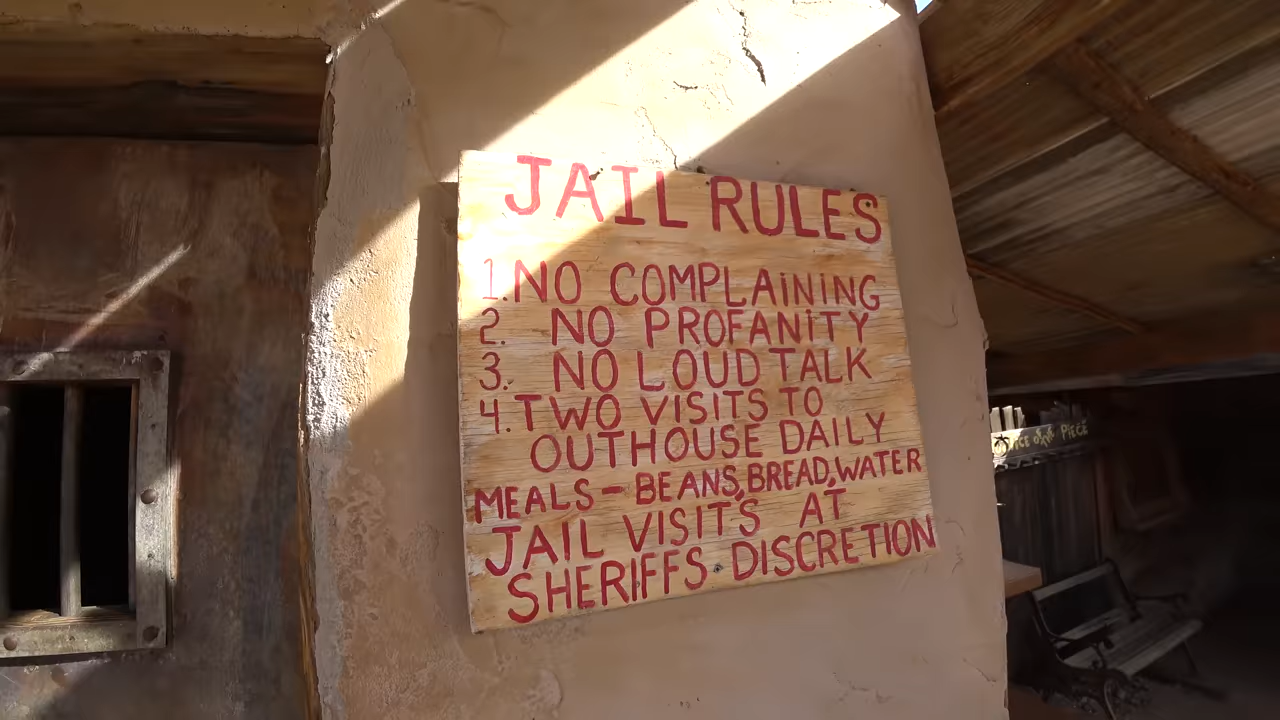 JAIL RULES
1. NO COMPLAiNiNG
2. NO PROFANiTY
3. NO LOUD TALK
4. TWO VISITS TO
OUTHOUSE DAILY
MEALS - BEANS, BREAD, WATER
JAIL VISITS AT
SHERIFFS DISCRETION
PIECE